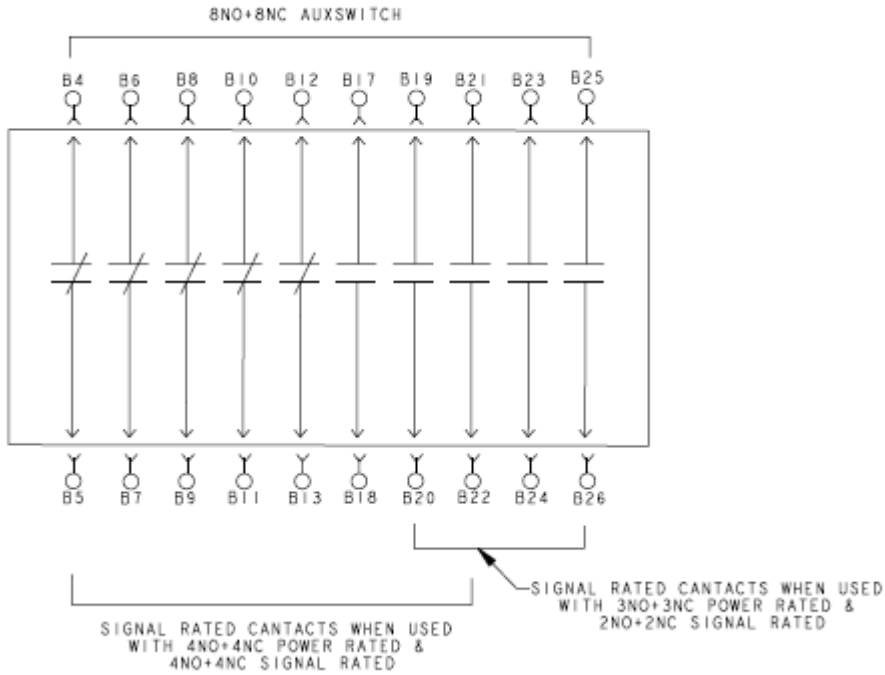 8NO+8NC AUXSWITCH
B4 B6 B8 B10 B12 B17 B19 B21 B23 B25
B5 B7 B9 B11 B13 B18 B20 B22 B24 B26
SIGNAL RATED CANTACTS WHEN USED
WITH 3NO+3NC POWER RATED &
2NO+2NC SIGNAL RATED
SIGNAL RATED CANTACTS WHEN USED
WITH 4NO+4NC POWER RATED &
4NO+4NC SIGNAL RATED